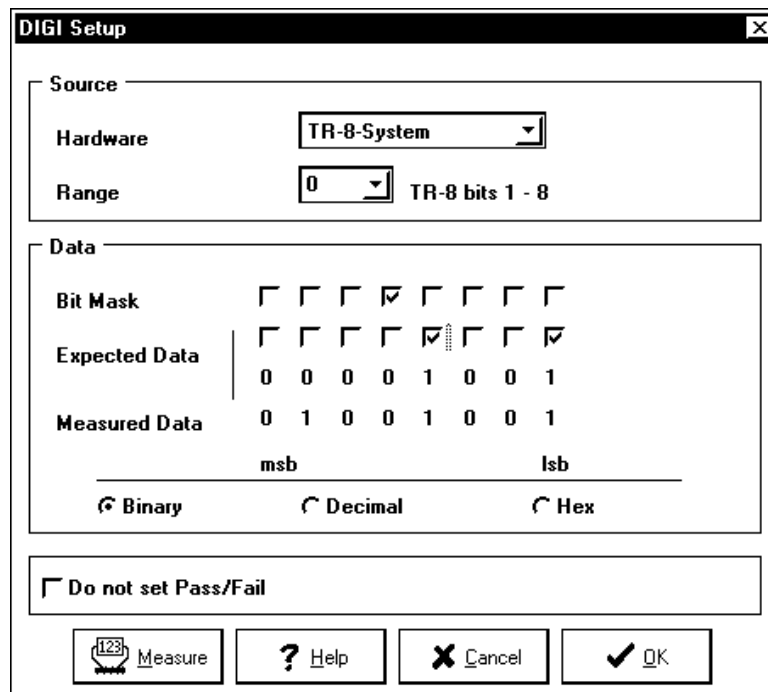 DIGI Setup
Source
Hardware TR-8-System
Range 0 TR-8 bits 1 - 8
Data
Bit Mask
Expected Data
0 0 0 0 1 0 0 1
Measured Data 0 1 0 0 1 0 0 1
msb lsb
Binary Decimal Hex
Do not set Pass/Fail
123 Measure ? Help Cancel OK